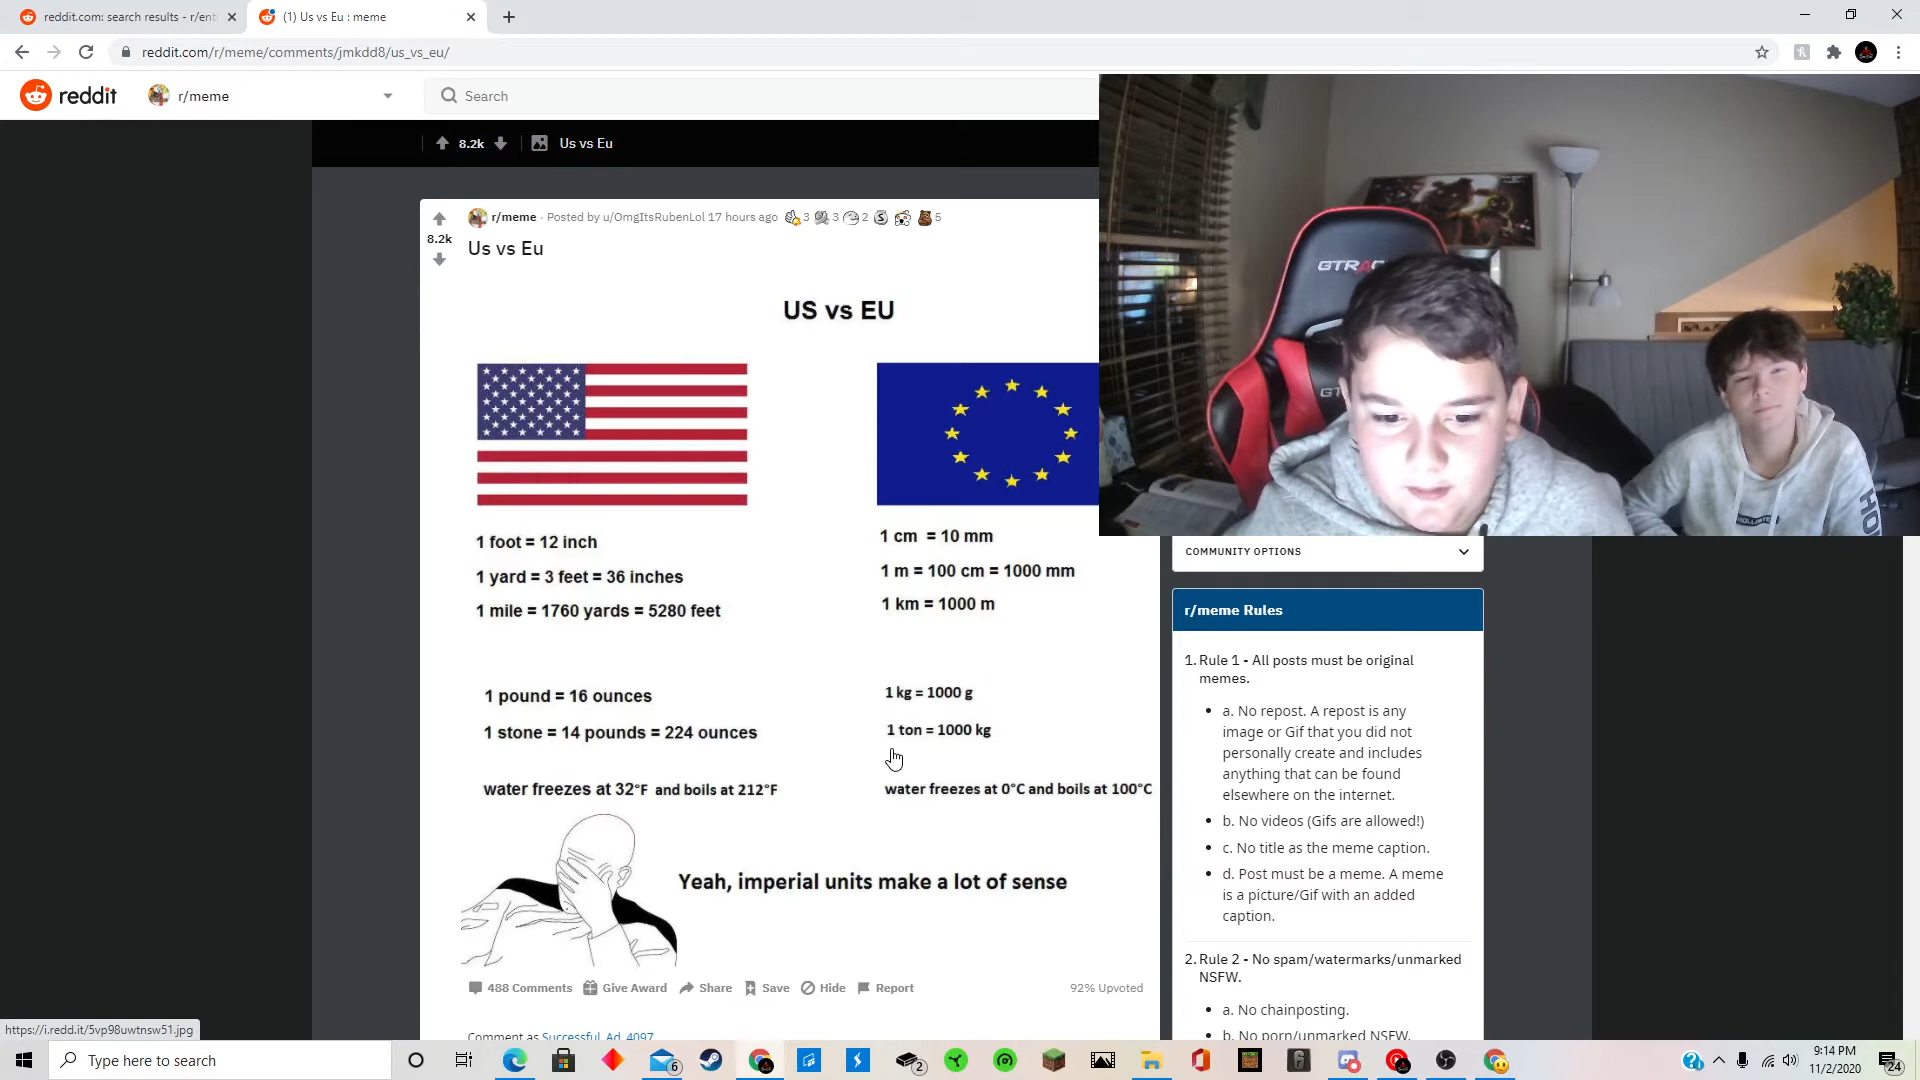 reddit.com: search results - r/ent
(1) Us vs Eu : meme
reddit.com/r/meme/comments/jmkdd8/us_vs_eu/
reddit
r/meme
Search
8.2k
Us vs Eu
r/meme · Posted by u/OmgItsRubenLol 17 hours ago 3 3 2 5
8.2k
Us vs Eu
US vs EU
1 foot = 12 inch
1 yard = 3 feet = 36 inches
1 mile = 1760 yards = 5280 feet
1 pound = 16 ounces
1 stone = 14 pounds = 224 ounces
water freezes at 32°F and boils at 212°F
1 cm = 10 mm
1 m = 100 cm = 1000 mm
1 km = 1000 m
1 kg = 1000 g
1 ton = 1000 kg
water freezes at 0°C and boils at 100°C
Yeah, imperial units make a lot of sense
488 Comments Give Award Share Save Hide Report 92% Upvoted
Comment as Successful_Ad_4097
GTRAC
GT
HOLLISTER
HO
COMMUNITY OPTIONS
r/meme Rules
1. Rule 1 - All posts must be original
memes.
a. No repost. A repost is any
image or Gif that you did not
personally create and includes
anything that can be found
elsewhere on the internet.
b. No videos (Gifs are allowed!)
c. No title as the meme caption.
d. Post must be a meme. A meme
is a picture/Gif with an added
caption.
2. Rule 2 - No spam/watermarks/unmarked
NSFW.
a. No chainposting.
b. No porn/unmarked NSFW.
https://i.redd.it/5vp98uwtnsw51.jpg
Type here to search
6
2
9:14 PM
11/2/2020
24